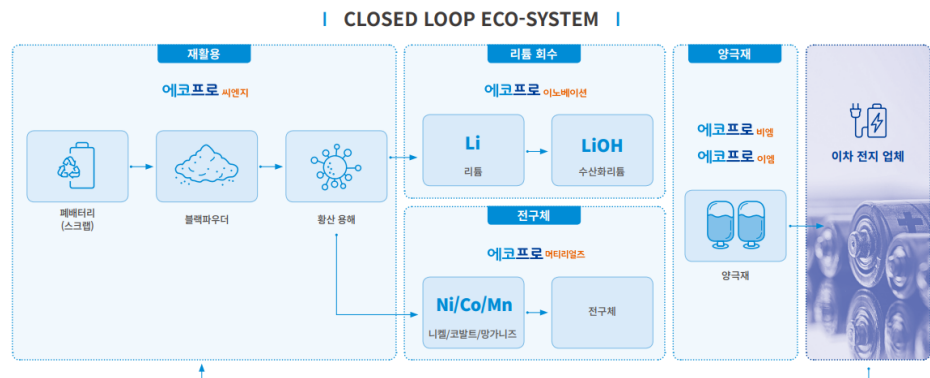 CLOSED LOOP ECO-SYSTEM
재활용
에코프로 씨엔지
폐배터리
(스크랩)
블랙파우더
황산 용해
리튬 회수
에코프로 이노베이션
Li
리튬
LiOH
수산화리튬
전구체
에코프로 머티리얼즈
Ni/Co/Mn
니켈/코발트/망가니즈
전구체
양극재
에코프로 비엠
에코프로 이엠
양극재
이차 전지 업체